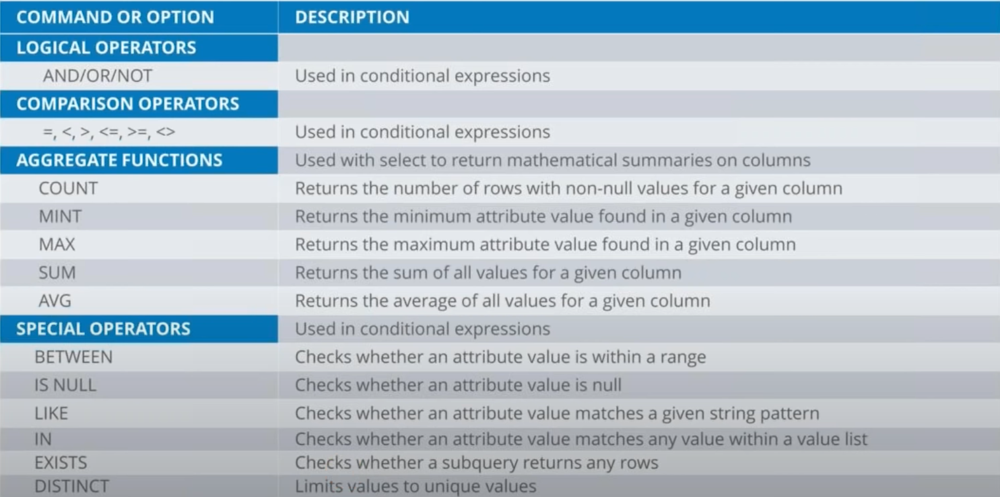 COMMAND OR OPTION DESCRIPTION
LOGICAL OPERATORS
AND/OR/NOT Used in conditional expressions
COMPARISON OPERATORS
=, <, >, <=, >=, <> Used in conditional expressions
AGGREGATE FUNCTIONS Used with select to return mathematical summaries on columns
COUNT Returns the number of rows with non-null values for a given column
MINT Returns the minimum attribute value found in a given column
MAX Returns the maximum attribute value found in a given column
SUM Returns the sum of all values for a given column
AVG Returns the average of all values for a given column
SPECIAL OPERATORS Used in conditional expressions
BETWEEN Checks whether an attribute value is within a range
IS NULL Checks whether an attribute value is null
LIKE Checks whether an attribute value matches a given string pattern
IN Checks whether an attribute value matches any value within a value list
EXISTS Checks whether a subquery returns any rows
DISTINCT Limits values to unique values